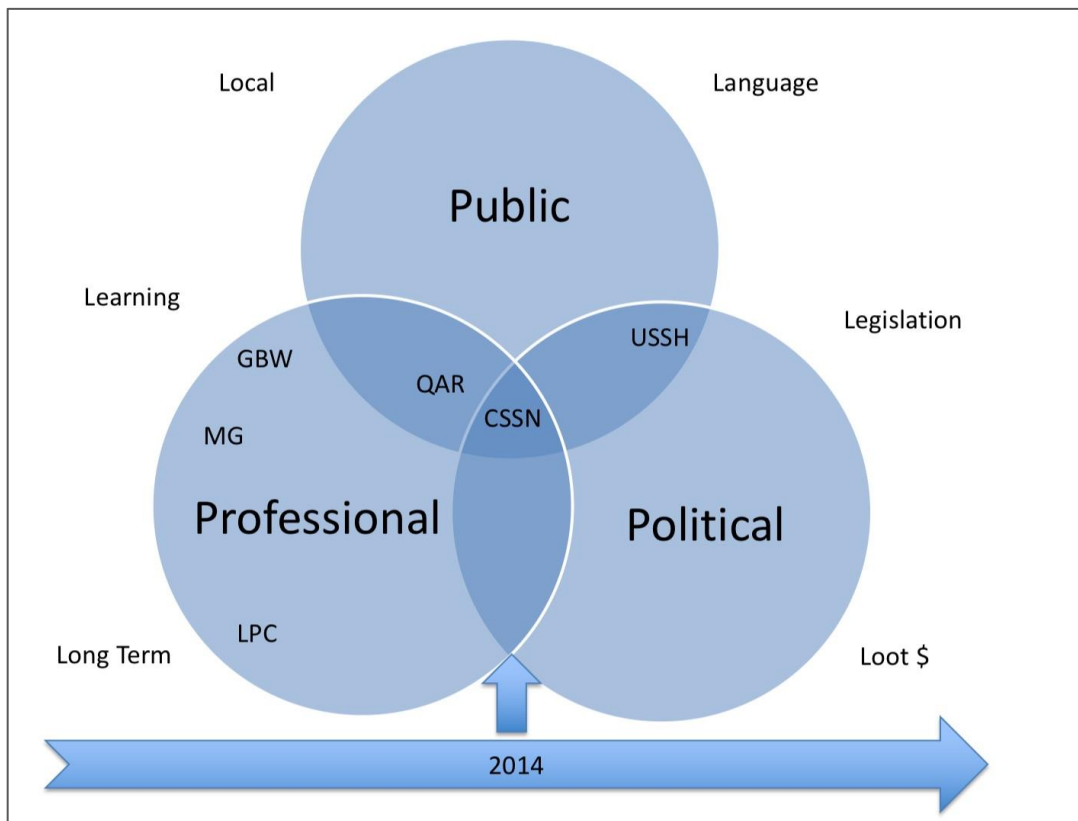 Local
Language
Public
Learning
Legislation
USSH
GBW
QAR
CSSN
MG
Professional
Political
LPC
Long Term
Loot $
2014